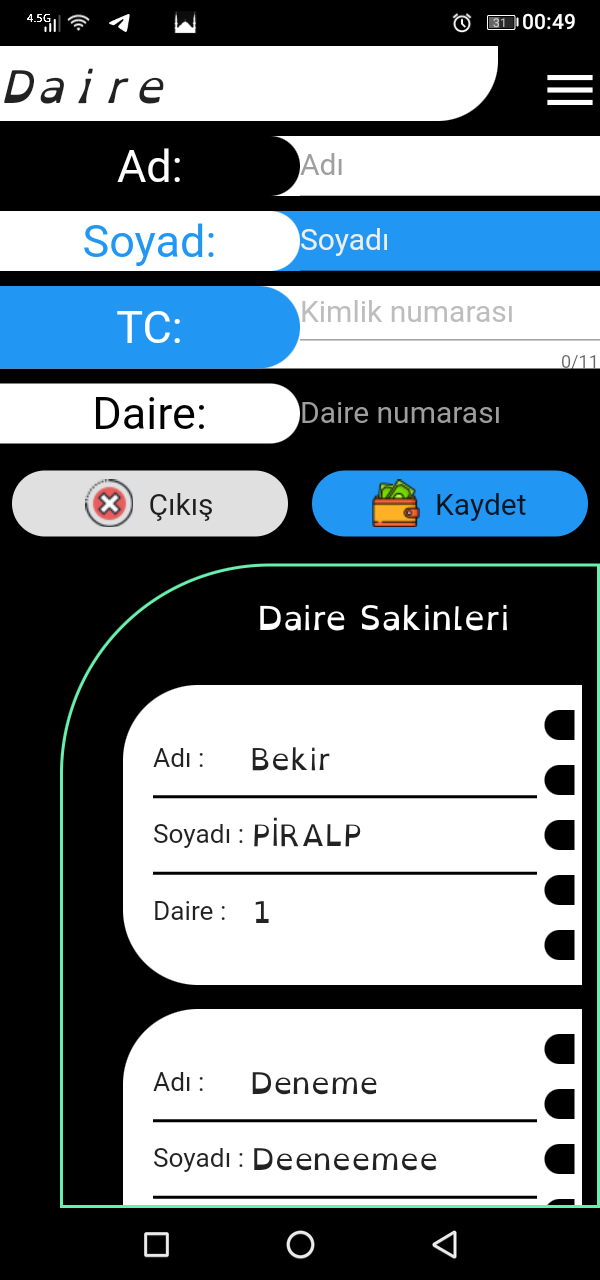 4.5G 31 00:49
Daire
Ad: Adı
Soyad: Soyadı
TC: Kimlik numarası
0/11
Daire: Daire numarası
Çıkış Kaydet
Daire Sakinleri
Adı : Bekir
Soyadı : PİRALP
Daire : 1
Adı : Deneme
Soyadı : Deeneemee